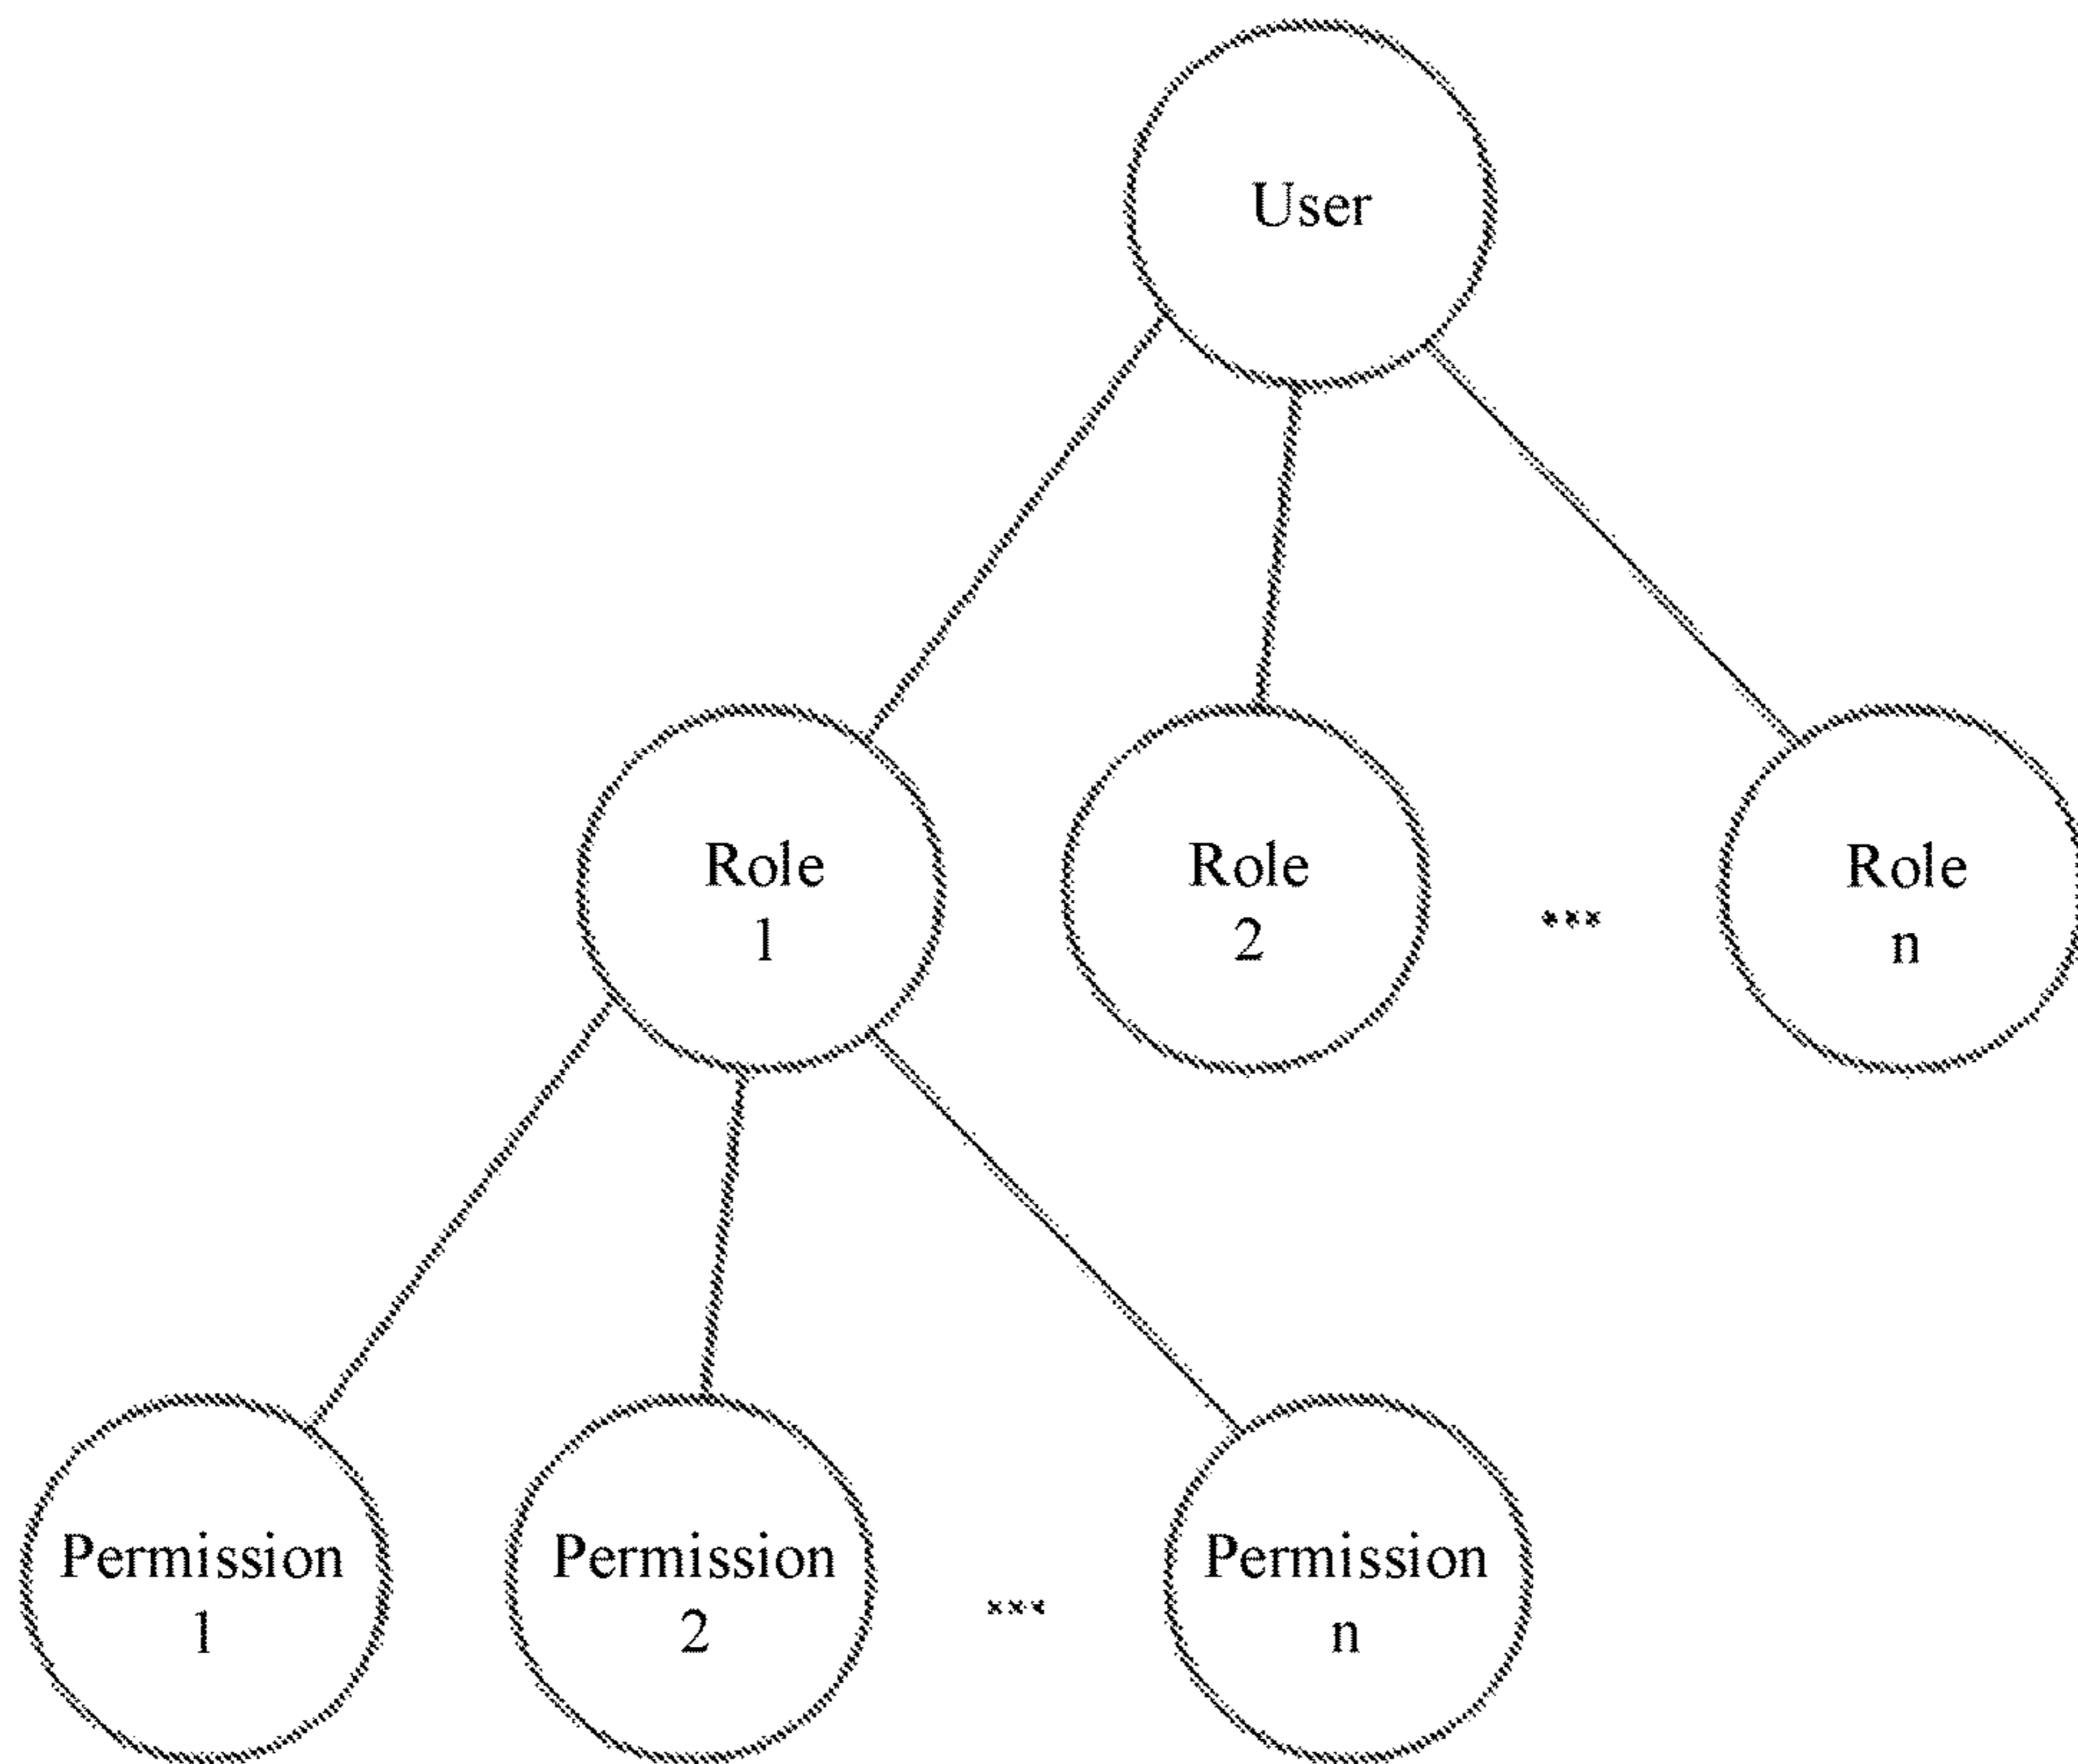 User
Role
1
Role
2
...
Role
n
Permission
1
Permission
2
...
Permission
n